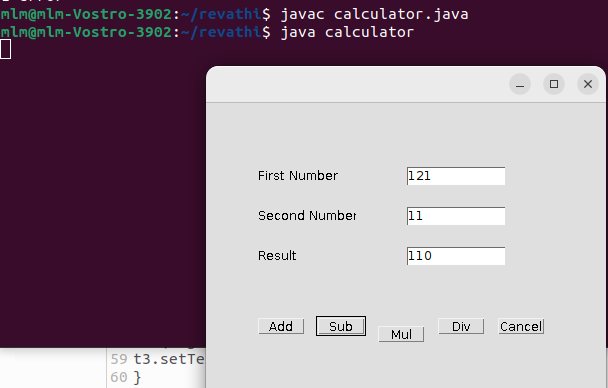 mlm@mlm-Vostro-3902:~/revathi$ javac calculator.java
mlm@mlm-Vostro-3902:~/revathi$ java calculator
First Number 121
Second Number 11
Result 110
Add Sub Mul Div Cancel
59 t3.setTe
60 }